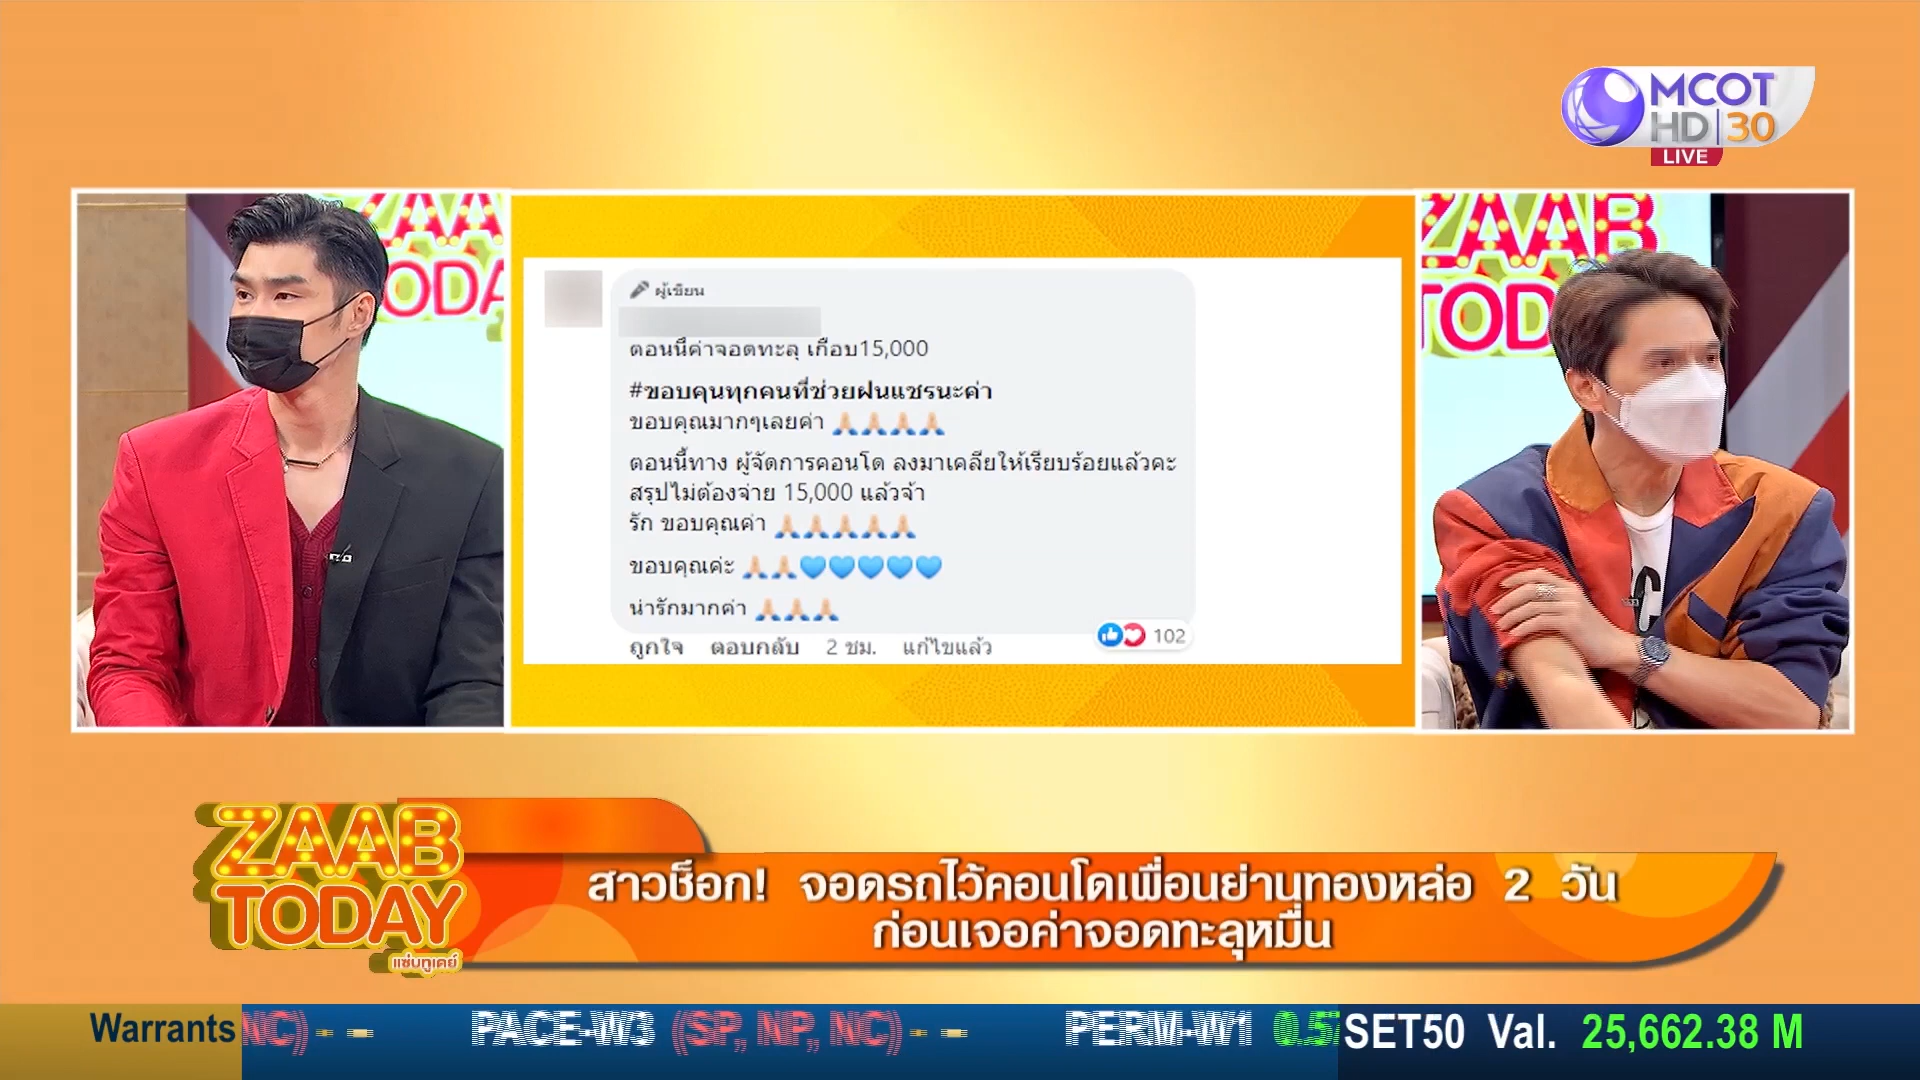 MCOT
HD 30
LIVE
ZAAB
TODAY
ผู้เขียน
ตอนนี้ค่าจอดทะลุ เกือบ15,000
#ขอบคุนทุกคนที่ช่วยฝนแชรนะค่า
ขอบคุณมากๆเลยค่า 🙏🏻🙏🏻🙏🏻🙏🏻
ตอนนี้ทาง ผู้จัดการคอนโด ลงมาเคลียให้เรียบร้อยแล้วคะ
สรุปไม่ต้องจ่าย 15,000 แล้วจ้า
รัก ขอบคุณค่า 🙏🏻🙏🏻🙏🏻🙏🏻🙏🏻
ขอบคุณค่ะ 🙏🏻🙏🏻💙💙💙💙💙
น่ารักมากค่า 🙏🏻🙏🏻🙏🏻
102
ถูกใจ ตอบกลับ 2 ชม. แก้ไขแล้ว
ZAAB
TOD
ZAAB
TODAY
แซ่บทูเดย์
สาวช็อก! จอดรถไว้คอนโดเพื่อนย่านทองหล่อ 2 วัน
ก่อนเจอค่าจอดทะลุหมื่น
Warrants NC) - -- PACE-W3 (SP, NP, NC) - -- PERM-W1 0.5 SET50 Val. 25,662.38 M